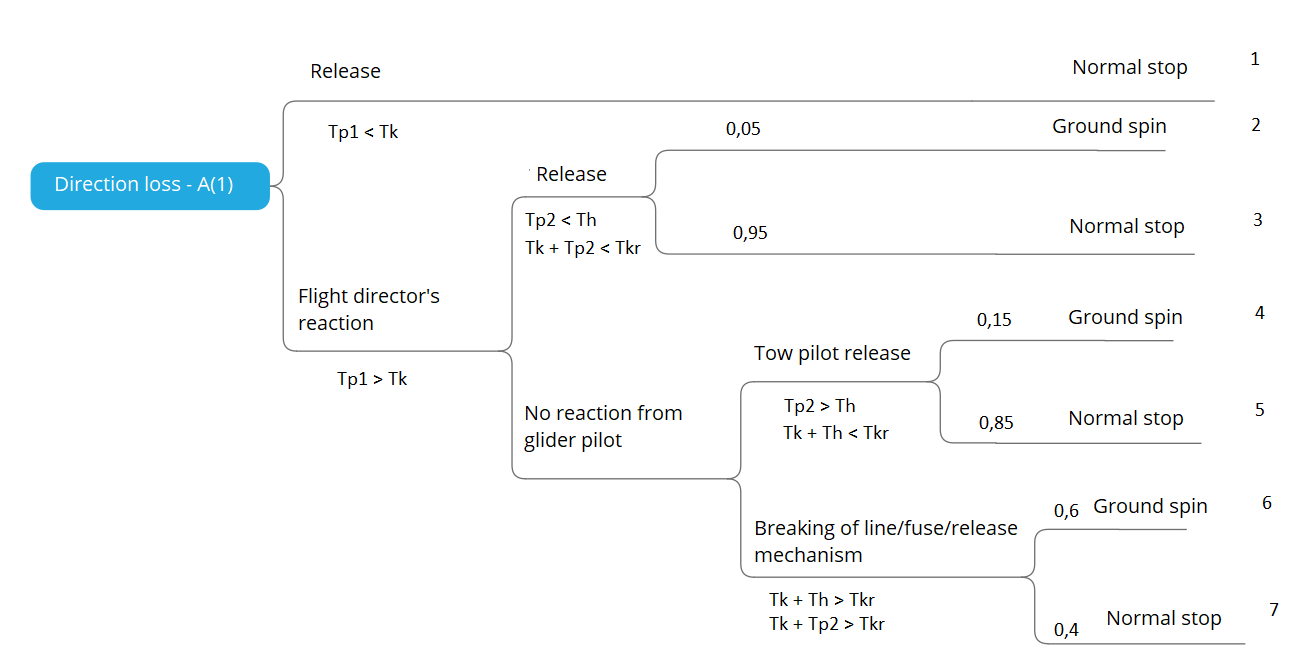 Release
Normal stop
1
Tp1 < Tk
0,05
Ground spin
2
Direction loss - A(1)
Release
Tp2 < Th
Tk + Tp2 < Tkr
0,95
Normal stop
3
Flight director's
reaction
Tp1 > Tk
0,15
Ground spin
4
Tow pilot release
Tp2 > Th
Tk + Th < Tkr
0,85
Normal stop
5
No reaction from
glider pilot
0,6
Ground spin
6
Breaking of line/fuse/release
mechanism
Tk + Th > Tkr
Tk + Tp2 > Tkr
0,4
Normal stop
7